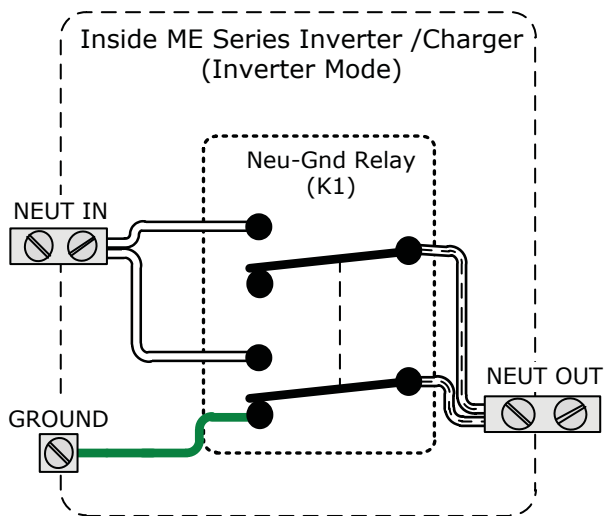 Inside ME Series Inverter /Charger
(Inverter Mode)
Neu-Gnd Relay
(K1)
NEUT IN
NEUT OUT
GROUND